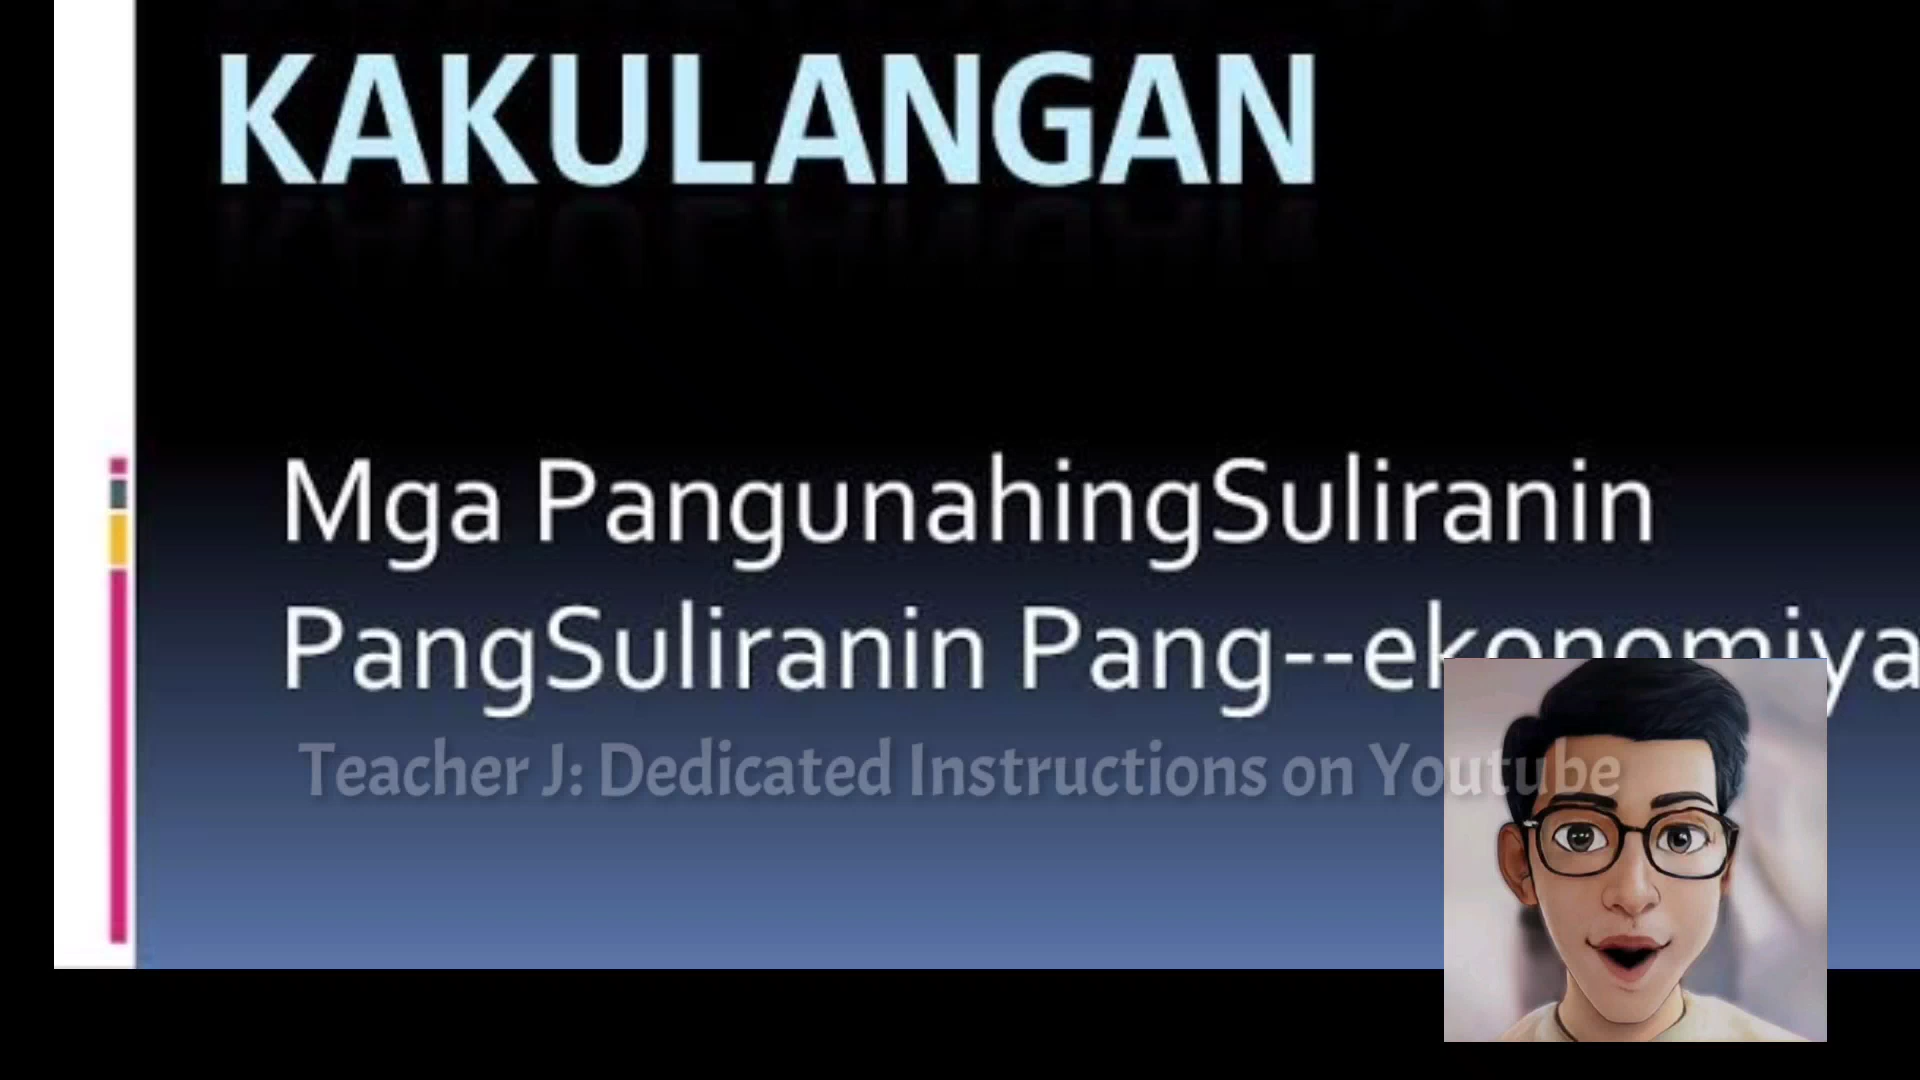 KAKULANGAN
Mga PangunahingSuliranin
PangSuliranin Pang--ekonomiya
Teacher J: Dedicated Instructions on Youtube